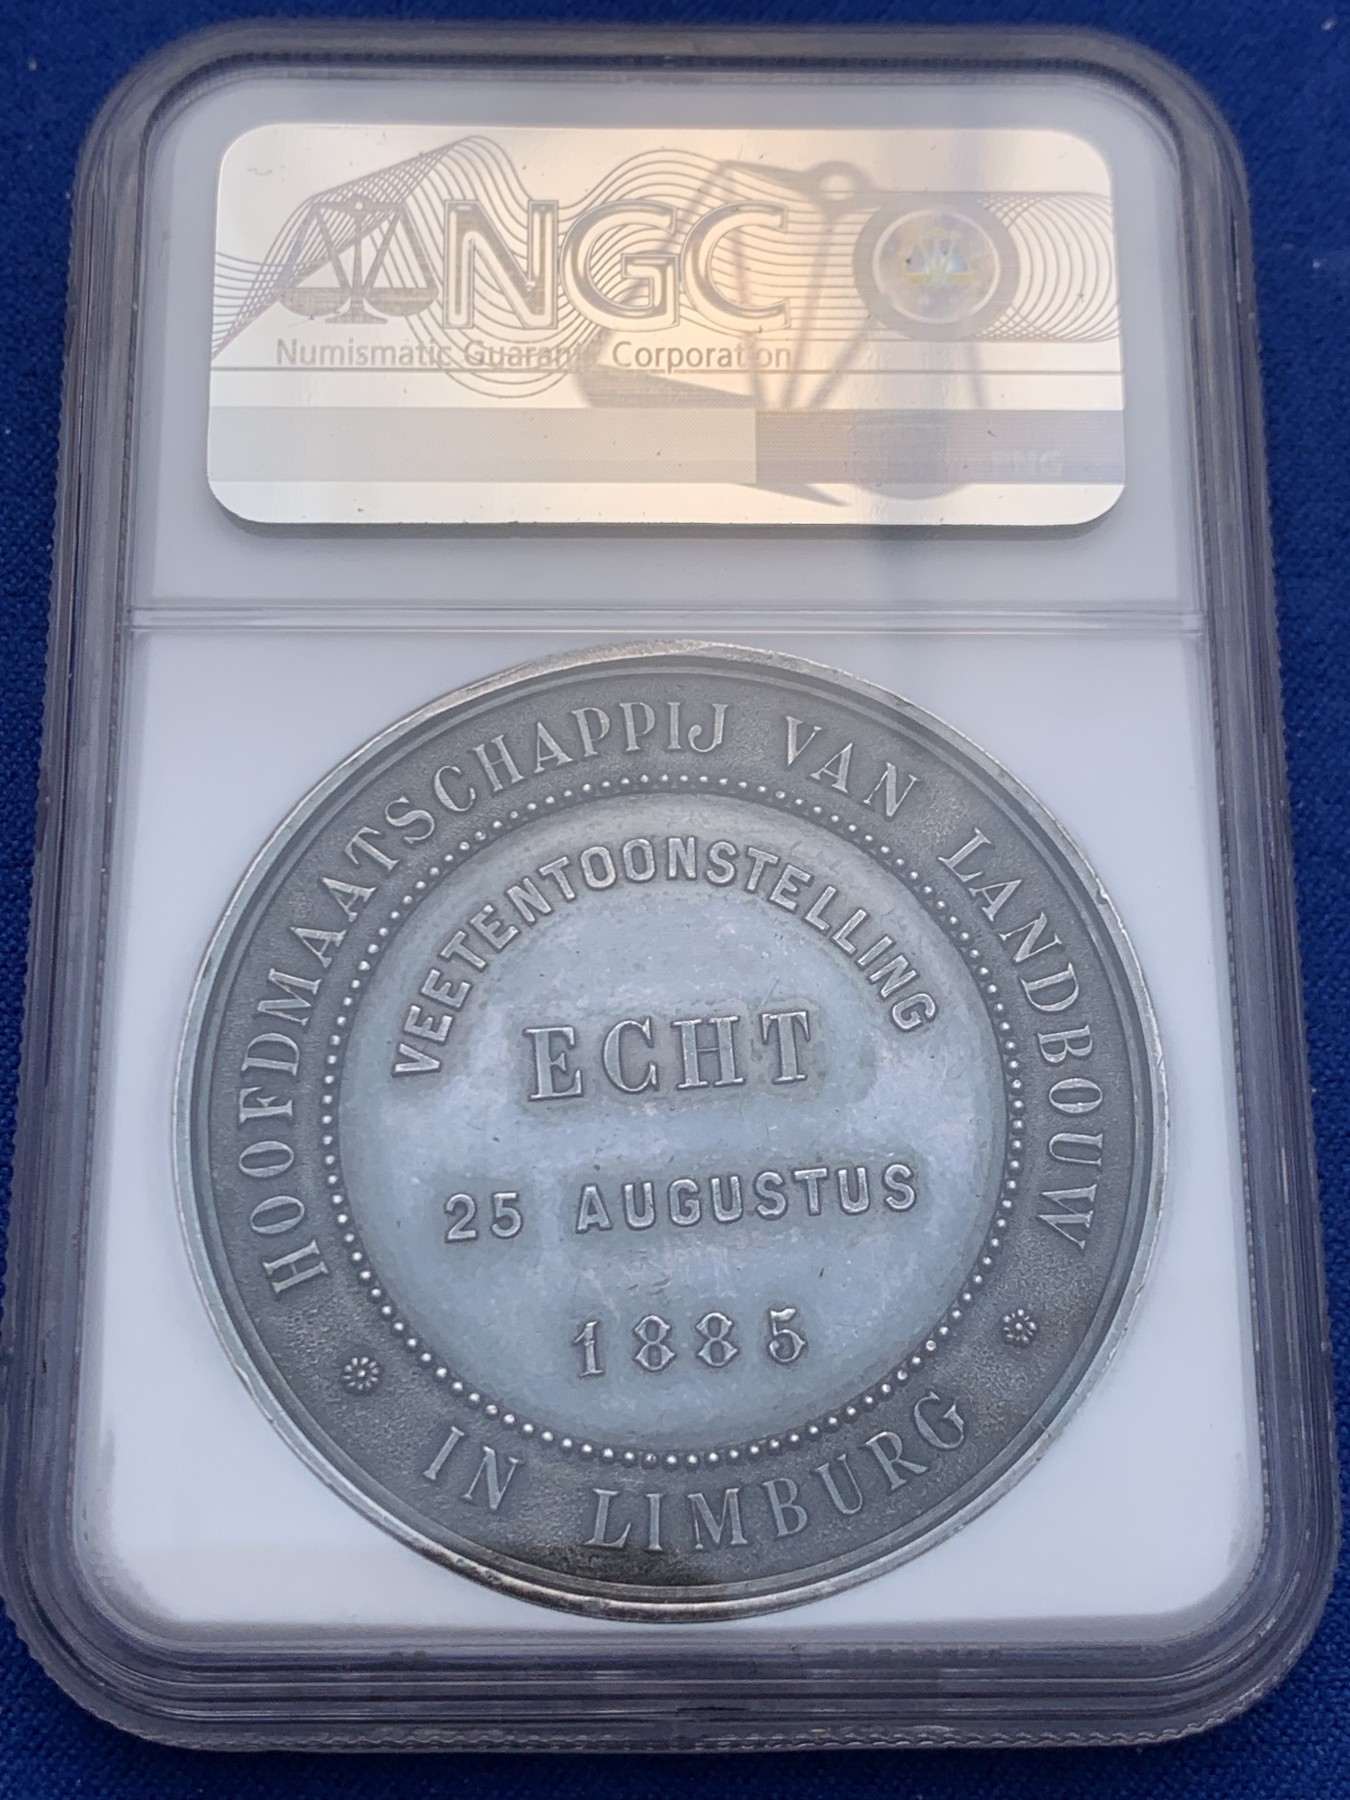 NGC
Numismatic Guaranty Corporation
HOOFDMAATSCHAPPIJ VAN LANDBOUW
IN LIMBURG
VEETENTOONSTELLING
ECHT
25 AUGUSTUS
1885